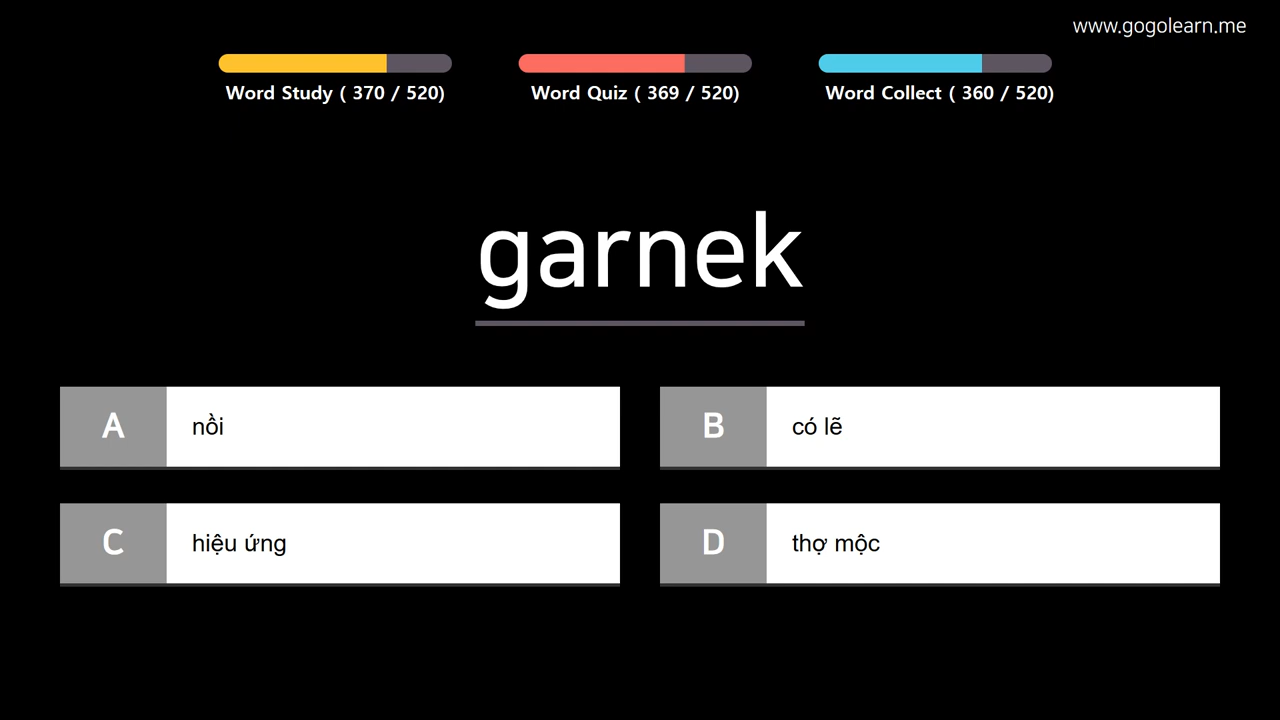 www.gogolearn.me
Word Study ( 370 / 520)
Word Quiz ( 369 / 520)
Word Collect ( 360 / 520)
garnek
A nồi
B có lẽ
C hiệu ứng
D thợ mộc